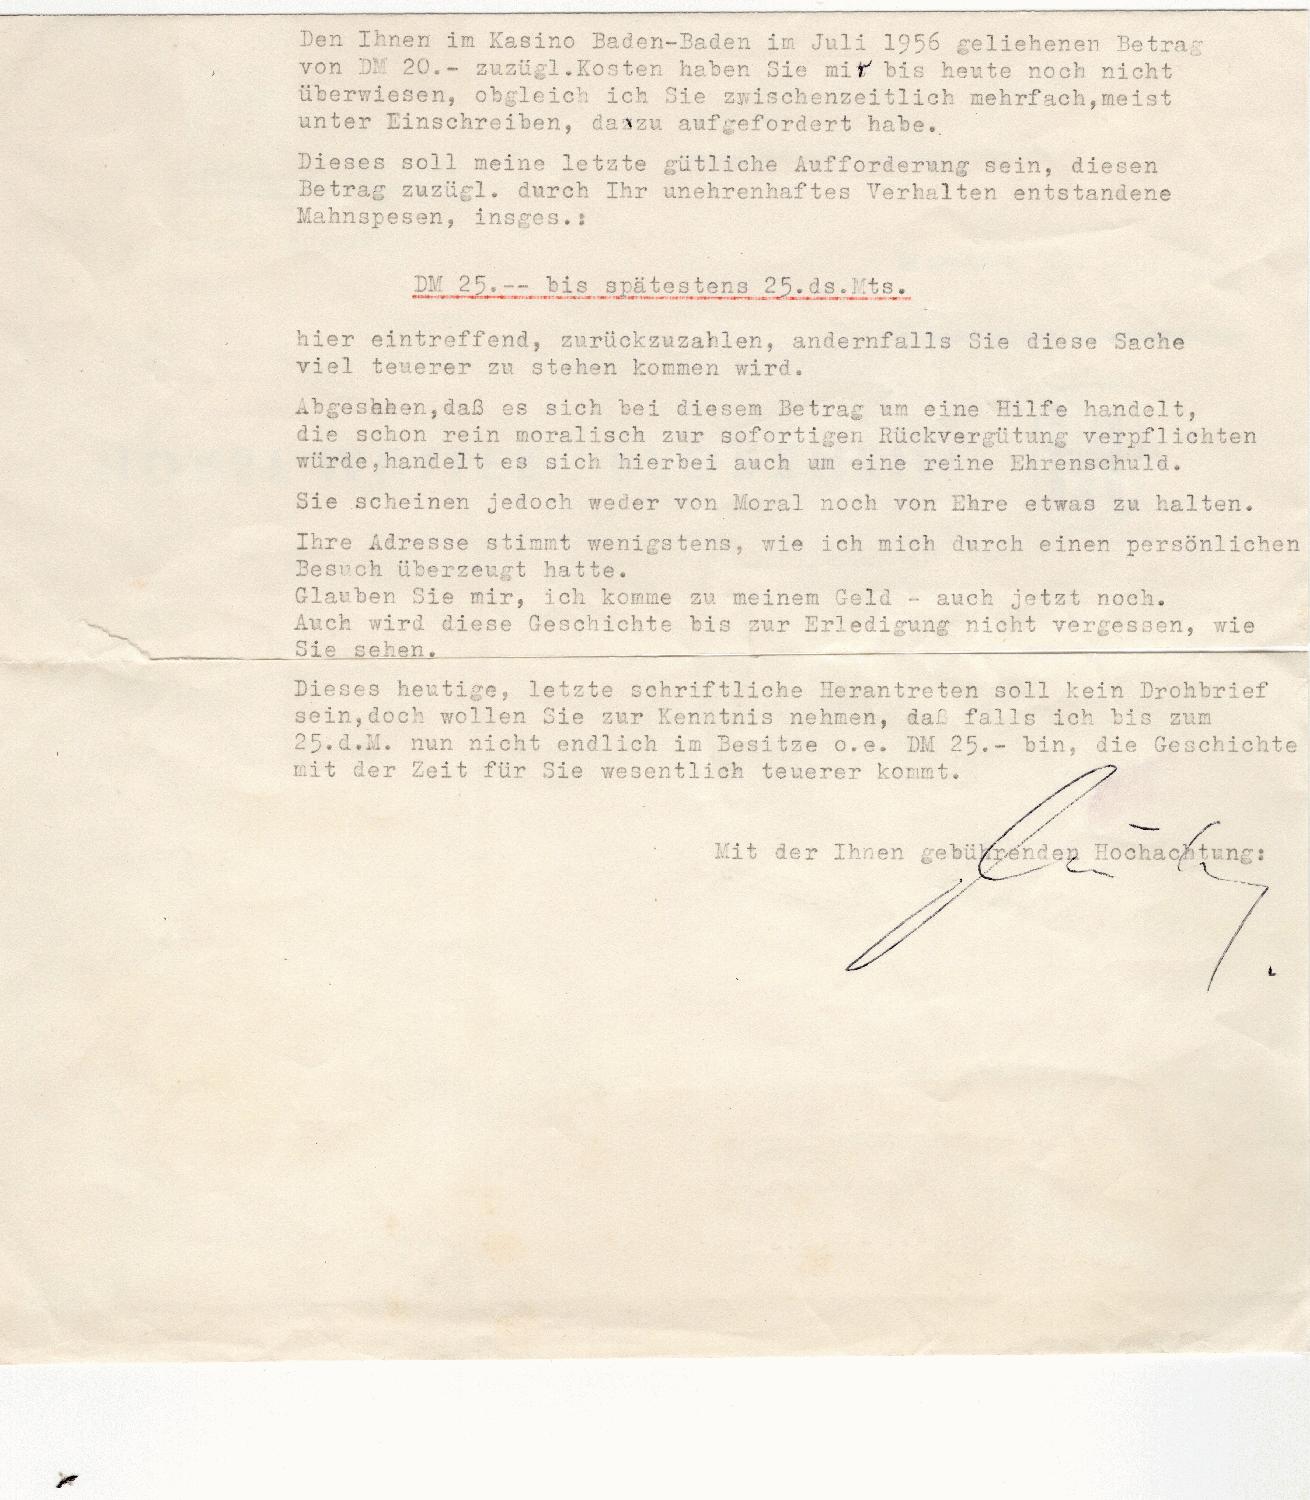 Den Ihnen im Kasino Baden-Baden im Juli 1956 geliehenen Betrag
von DM 20.- zuzügl.Kosten haben Sie mir bis heute noch nicht
überwiesen, obgleich ich Sie zwischenzeitlich mehrfach,meist
unter Einschreiben, dazzu aufgefordert habe.
Dieses soll meine letzte gütliche Aufforderung sein, diesen
Betrag zuzügl. durch Ihr unehrenhaftes Verhalten entstandene
Mahnspesen, insges.:
DM 25.-- bis spätestens 25.ds.Mts.
hier eintreffend, zurückzuzahlen, andernfalls Sie diese Sache
viel teuerer zu stehen kommen wird.
Abgeshhen,daß es sich bei diesem Betrag um eine Hilfe handelt,
die schon rein moralisch zur sofortigen Rückvergütung verpflichten
würde,handelt es sich hierbei auch um eine reine Ehrenschuld.
Sie scheinen jedoch weder von Moral noch von Ehre etwas zu halten.
Ihre Adresse stimmt wenigstens, wie ich mich durch einen persönlichen
Besuch überzeugt hatte.
Glauben Sie mir, ich komme zu meinem Geld - auch jetzt noch.
Auch wird diese Geschichte bis zur Erledigung nicht vergessen, wie
Sie sehen.
Dieses heutige, letzte schriftliche Herantreten soll kein Drohbrief
sein,doch wollen Sie zur Kenntnis nehmen, daß falls ich bis zum
25.d.M. nun nicht endlich im Besitze o.e. DM 25.- bin, die Geschichte
mit der Zeit für Sie wesentlich teuerer kommt.
Mit der Ihnen gebührenden Hochachtung: